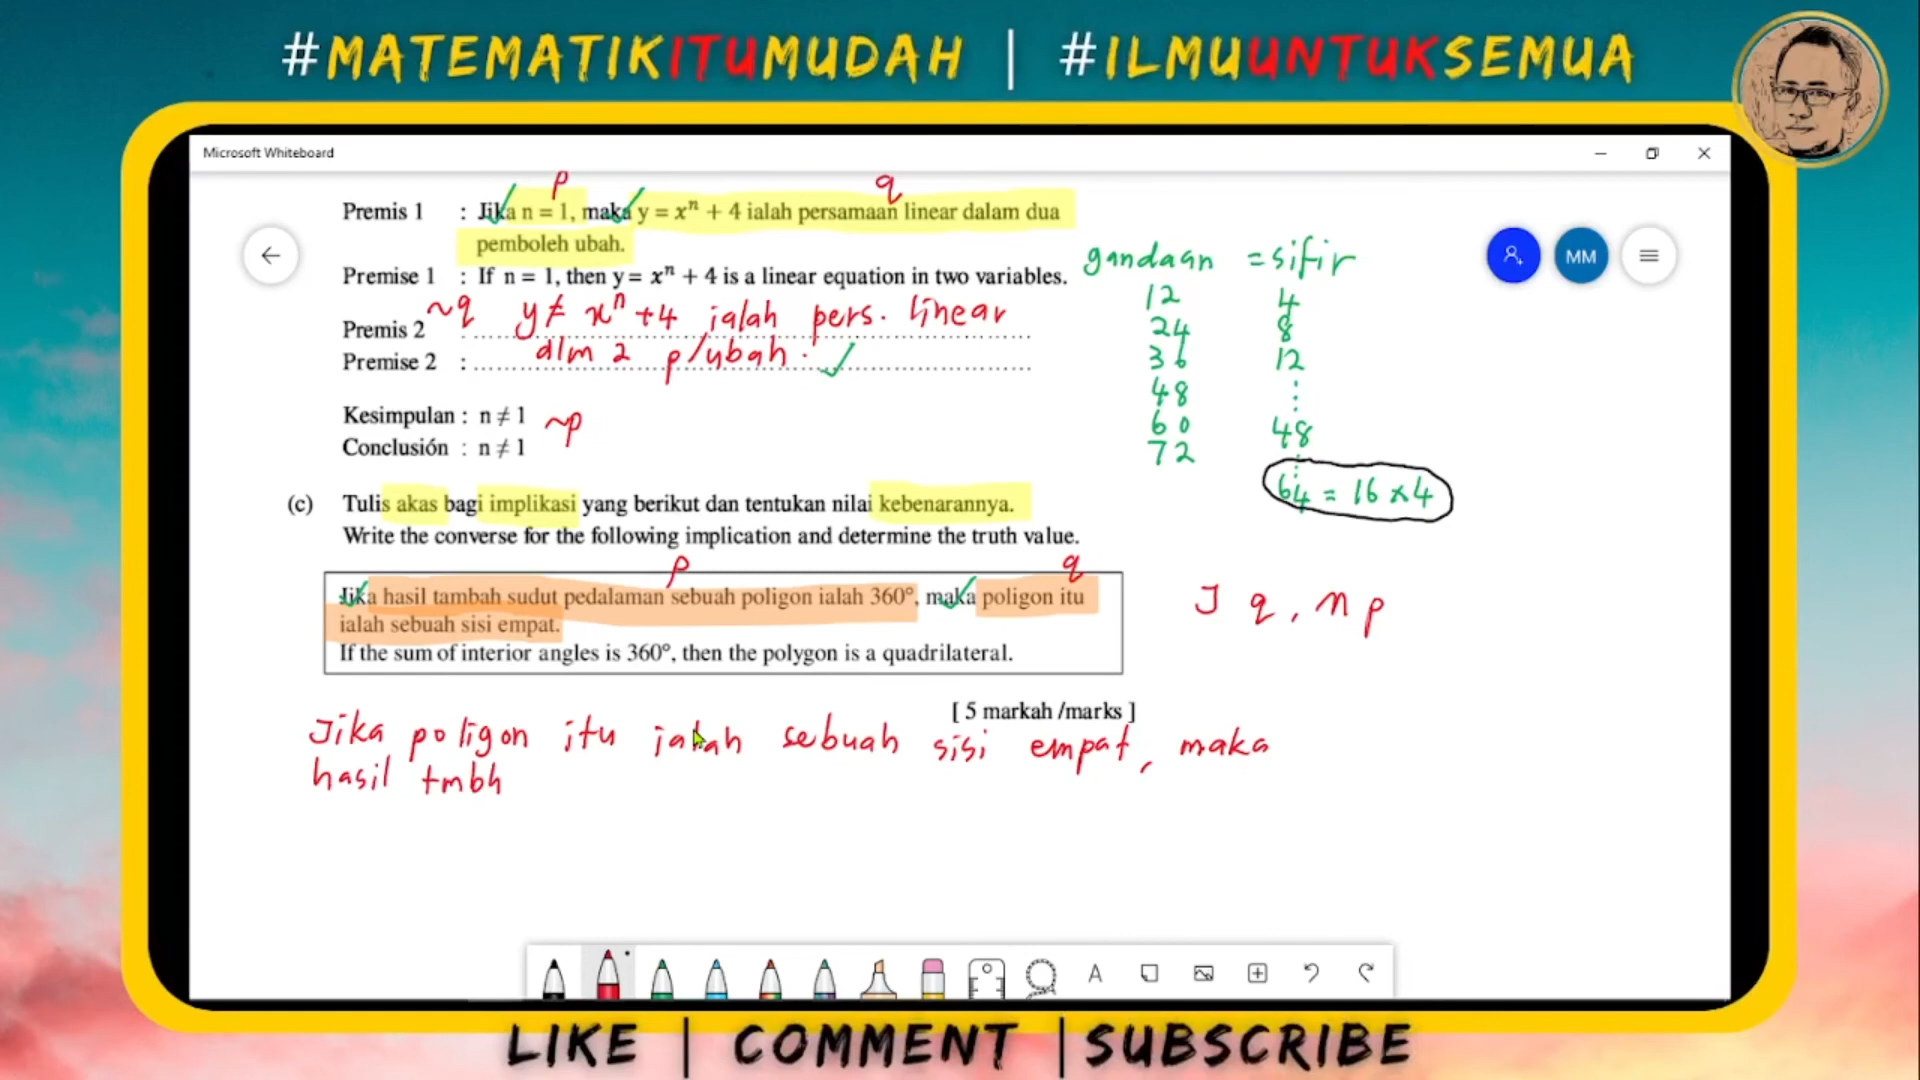 #MATEMATIKITUMUDAH | #ILMUUNTUKSEMUA
Microsoft Whiteboard
p q
Premis 1 : Jika n = 1, maka y = xⁿ + 4 ialah persamaan linear dalam dua
pemboleh ubah.
Premise 1 : If n = 1, then y = xⁿ + 4 is a linear equation in two variables.
~q y ≠ xⁿ + 4 ialah pers. linear
Premis 2
dlm 2 p/ubah.
Premise 2 :
Kesimpulan : n ≠ 1
~p
Conclusión : n ≠ 1
gandaan = sifir
12 4
24 8
36 12
48 ⋮
60 48
72 ⋮
64 = 16 × 4
MM
(c) Tulis akas bagi implikasi yang berikut dan tentukan nilai kebenarannya.
Write the converse for the following implication and determine the truth value.
p q
Jika hasil tambah sudut pedalaman sebuah poligon ialah 360°, maka poligon itu
ialah sebuah sisi empat.
If the sum of interior angles is 360°, then the polygon is a quadrilateral.
J q, m p
[ 5 markah /marks ]
Jika poligon itu ialah sebuah sisi empat, maka
hasil tmbh
A
LIKE | COMMENT | SUBSCRIBE